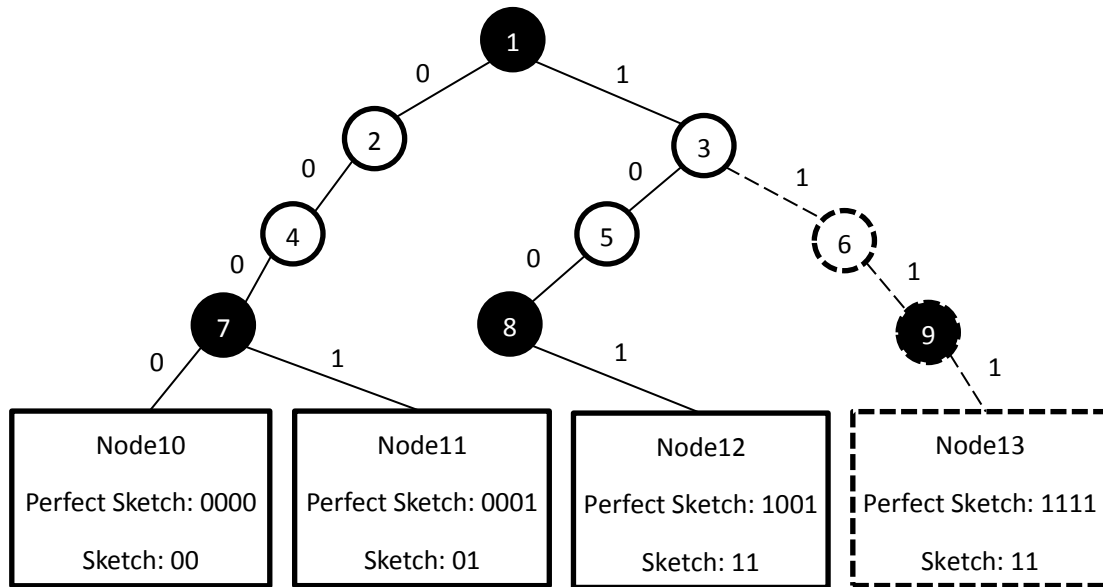 1
0
1
2
3
0
0
1
4
5
6
0
0
1
7
8
9
0
1
1
1
Node10
Perfect Sketch: 0000
Sketch: 00
Node11
Perfect Sketch: 0001
Sketch: 01
Node12
Perfect Sketch: 1001
Sketch: 11
Node13
Perfect Sketch: 1111
Sketch: 11